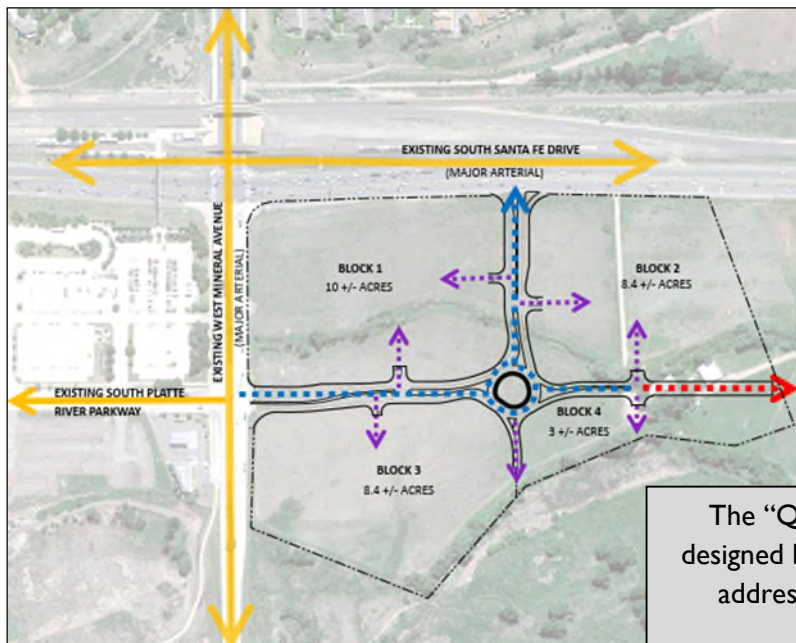 EXISTING SOUTH SANTA FE DRIVE
(MAJOR ARTERIAL)
EXISTING WEST MINERAL AVENUE
(MAJOR ARTERIAL)
BLOCK 1
10 +/- ACRES
BLOCK 2
8.4 +/- ACRES
EXISTING SOUTH PLATTE
RIVER PARKWAY
BLOCK 4
3 +/- ACRES
BLOCK 3
8.4 +/- ACRES
The “Q
designed
addres